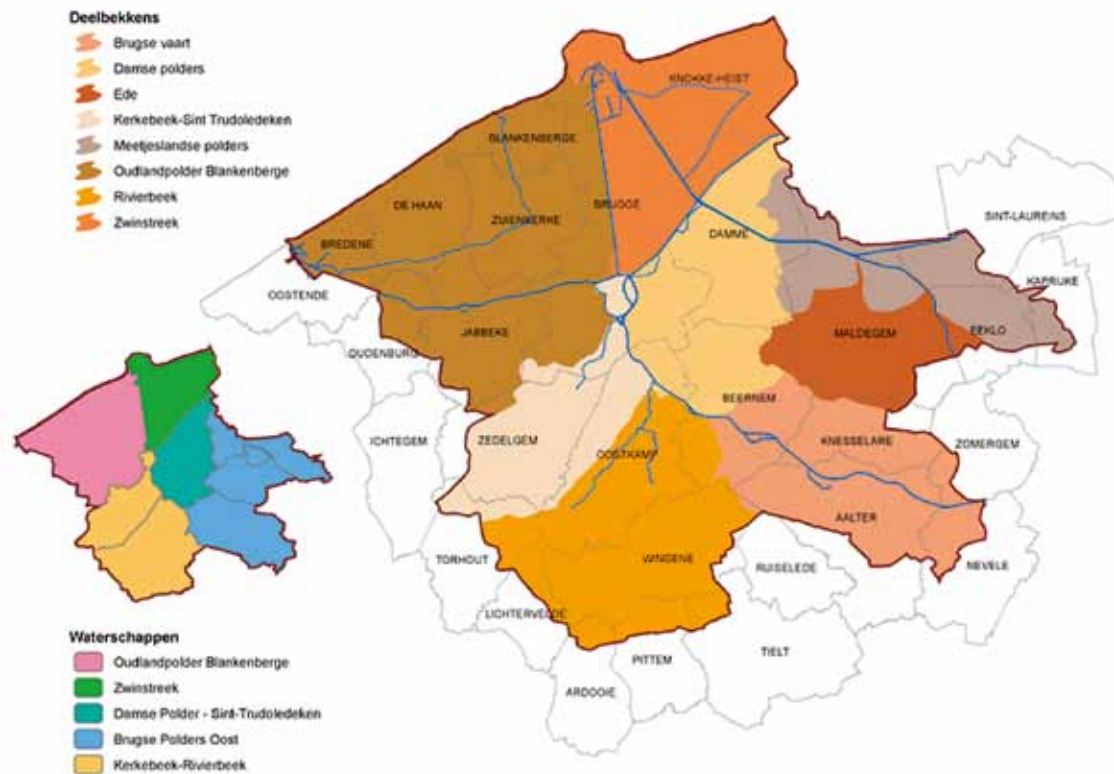 Deelbekkens
Brugse vaart
Damse polders
Ede
Kerkebeek-Sint Trudoledeken
Meetjeslandse polders
Oudlandpolder Blankenberge
Rivierbeek
Zwinstreek
KNOKKE-HEIST
BLANKENBERGE
DE HAAN
ZUIENKERKE
BRUGGE
BREDENE
DAMME
SINT-LAUREINS
OOSTENDE
KAPRIJKE
JABBEKE
MALDEGEM
EEKLO
OUDENBURG
BEERNEM
ICHTEGEM
ZEDELGEM
OOSTKAMP
KNESSELARE
ZOMERGEM
AALTER
TORHOUT
WINGENE
RUISELEDE
NEVELE
LICHTERVELDE
PITTEM
TIELT
ARDOOIE
Waterschappen
Oudlandpolder Blankenberge
Zwinstreek
Damse Polder - Sint-Trudoledeken
Brugse Polders Oost
Kerkebeek-Rivierbeek